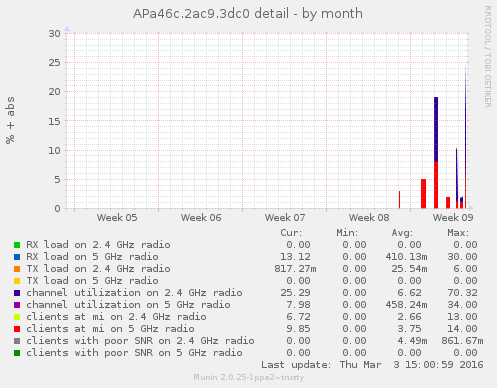 APa46c.2ac9.3dc0 detail - by month
RRDTOOL / TOBI OETIKER
% + abs
30
25
20
15
10
5
0
Week 05 Week 06 Week 07 Week 08 Week 09
Cur: Min: Avg: Max:
RX load on 2.4 GHz radio 0.00 0.00 0.00 0.00
RX load on 5 GHz radio 13.12 0.00 410.13m 30.00
TX load on 2.4 GHz radio 817.27m 0.00 25.54m 6.00
TX load on 5 GHz radio 0.00 0.00 0.00 0.00
channel utilization on 2.4 GHz radio 25.29 0.00 6.62 70.32
channel utilization on 5 GHz radio 7.98 0.00 458.24m 34.00
clients at mi on 2.4 GHz radio 6.72 0.00 2.66 13.00
clients at mi on 5 GHz radio 9.85 0.00 3.75 14.00
clients with poor SNR on 2.4 GHz radio 0.00 0.00 4.49m 861.67m
clients with poor SNR on 5 GHz radio 0.00 0.00 0.00 0.00
Last update: Thu Mar 3 15:00:59 2016
Munin 2.0.25-1ppa2~trusty